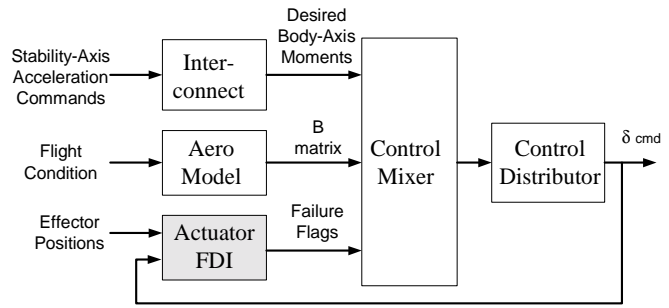 Stability-Axis
Acceleration
Commands
Inter-
connect
Desired
Body-Axis
Moments
Flight
Condition
Aero
Model
B
matrix
Effector
Positions
Actuator
FDI
Failure
Flags
Control
Mixer
Control
Distributor
δ cmd